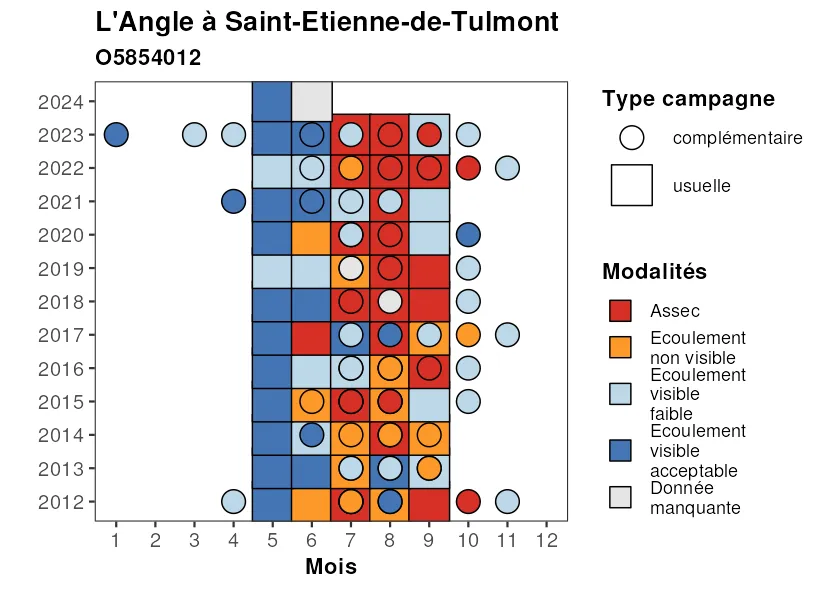 L'Angle à Saint-Etienne-de-Tulmont
O5854012
2024
2023
2022
2021
2020
2019
2018
2017
2016
2015
2014
2013
2012
1 2 3 4 5 6 7 8 9 10 11 12
Mois
Type campagne
complémentaire
usuelle
Modalités
Assec
Ecoulement
non visible
Ecoulement
visible
faible
Ecoulement
visible
acceptable
Donnée
manquante